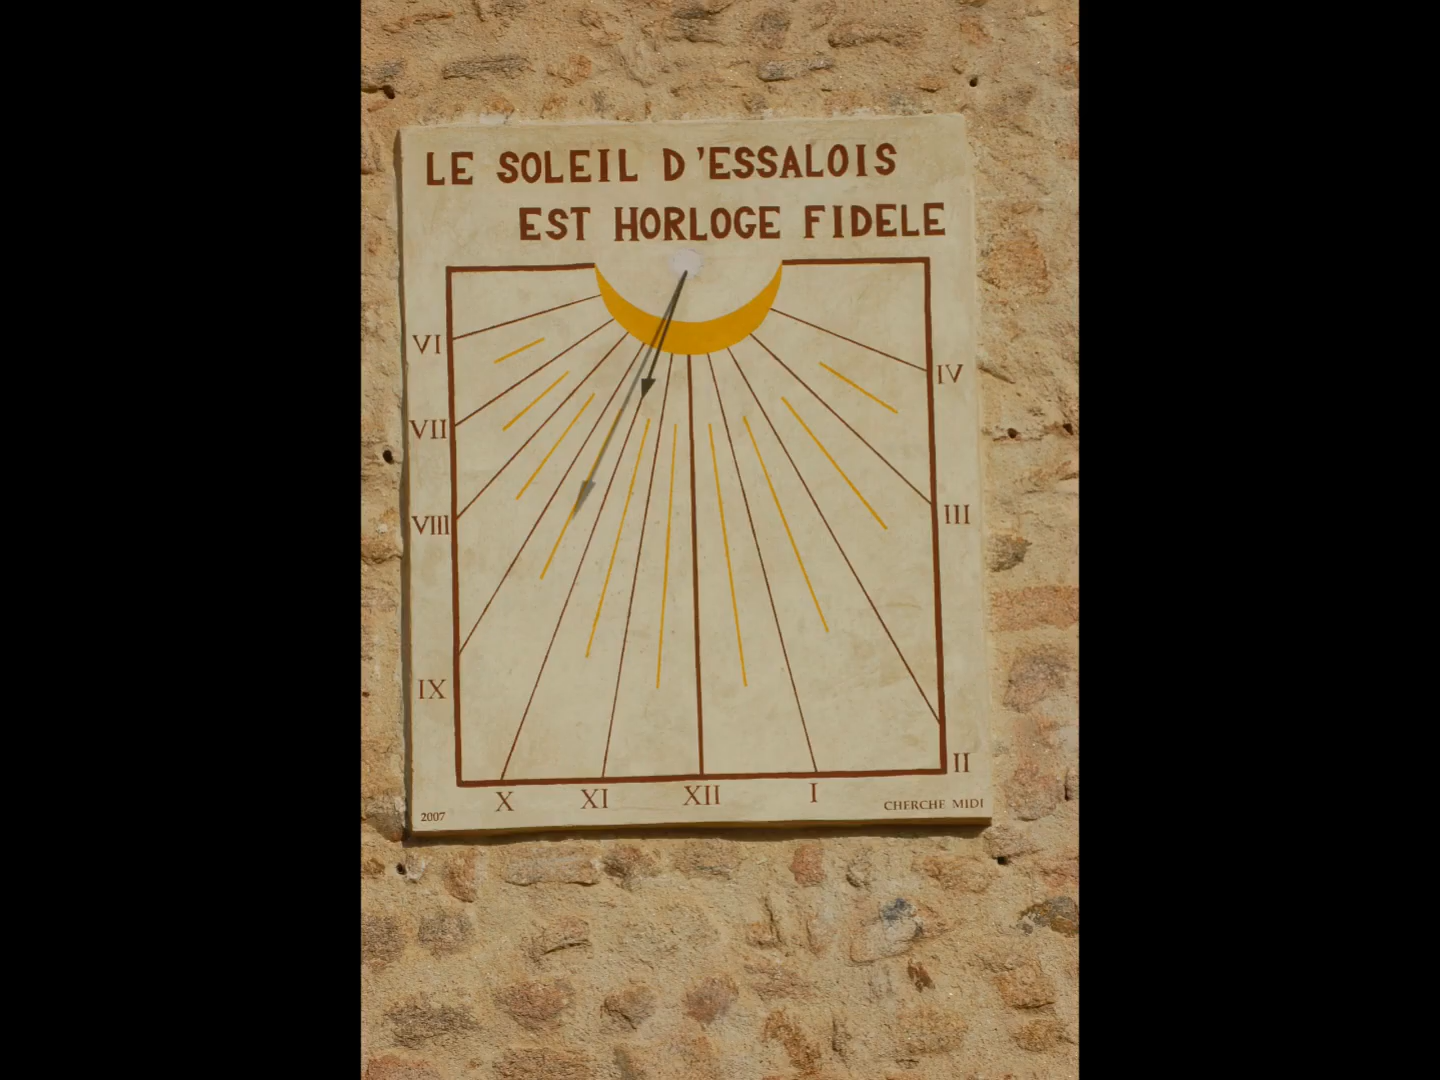 LE SOLEIL D'ESSALOIS
EST HORLOGE FIDELE
VI
IV
VII
III
VIII
IX
II
X XI XII I
2007
CHERCHE MIDI